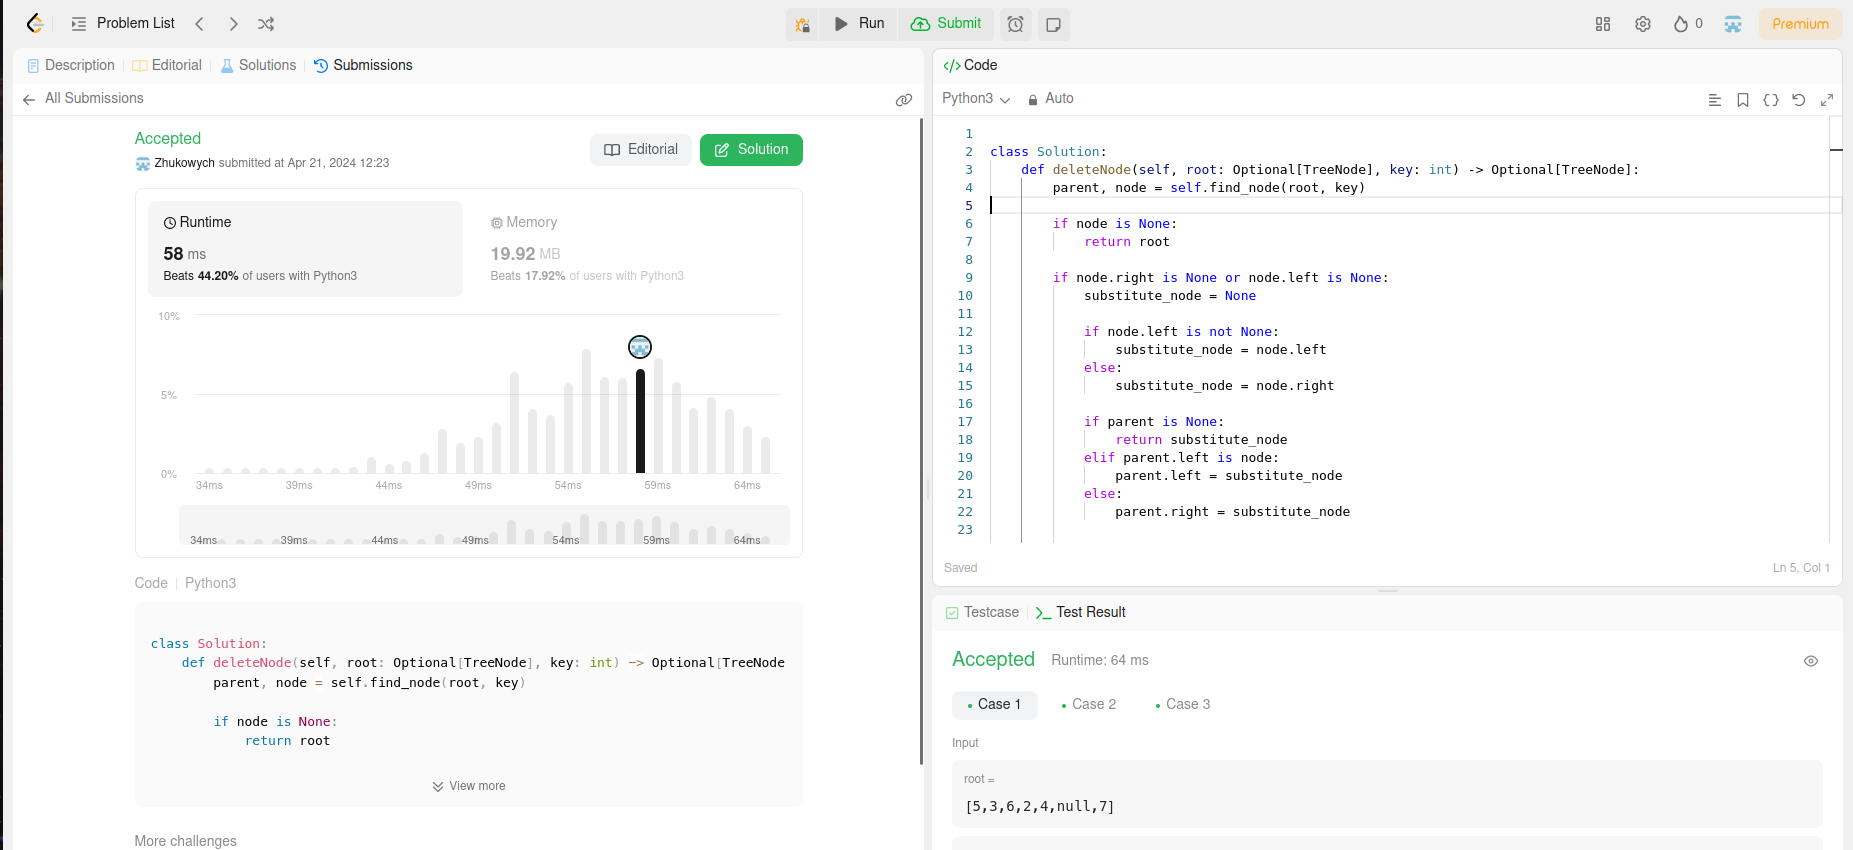 Problem List
Run
Submit
0
Premium
Description
Editorial
Solutions
Submissions
All Submissions
Accepted
Zhukowych submitted at Apr 21, 2024 12:23
Editorial
Solution
Runtime
58 ms
Beats 44.20% of users with Python3
Memory
19.92 MB
Beats 17.92% of users with Python3
10%
5%
0%
34ms 39ms 44ms 49ms 54ms 59ms 64ms
34ms 39ms 44ms 49ms 54ms 59ms 64ms
Code Python3
class Solution:
def deleteNode(self, root: Optional[TreeNode], key: int) -> Optional[TreeNode
parent, node = self.find_node(root, key)
if node is None:
return root
View more
More challenges
</> Code
Python3
Auto
1
2 class Solution:
3 def deleteNode(self, root: Optional[TreeNode], key: int) -> Optional[TreeNode]:
4 parent, node = self.find_node(root, key)
5
6 if node is None:
7 return root
8
9 if node.right is None or node.left is None:
10 substitute_node = None
11
12 if node.left is not None:
13 substitute_node = node.left
14 else:
15 substitute_node = node.right
16
17 if parent is None:
18 return substitute_node
19 elif parent.left is node:
20 parent.left = substitute_node
21 else:
22 parent.right = substitute_node
23
Saved
Ln 5, Col 1
Testcase
Test Result
Accepted
Runtime: 64 ms
Case 1
Case 2
Case 3
Input
root =
[5,3,6,2,4,null,7]